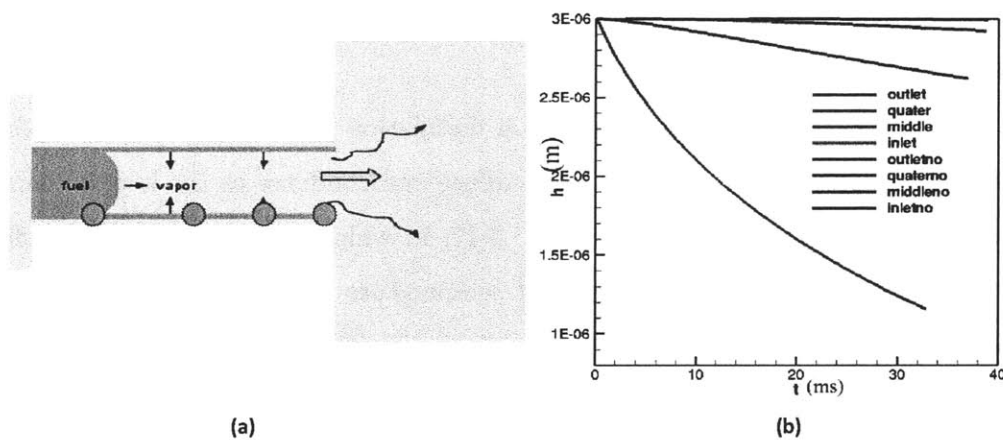 fuel
vapor
(a)
3E-06
2.5E-06
2E-06
1.5E-06
1E-06
h (m)
outlet
quater
middle
inlet
outletno
quaterno
middleno
inletno
0
10
20
30
40
t (ms)
(b)